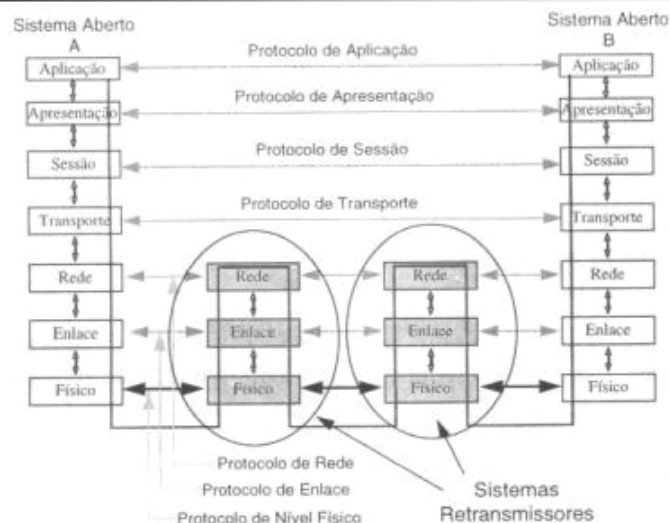 Sistema Aberto
A
Sistema Aberto
B
Aplicação
Protocolo de Aplicação
Aplicação
Apresentação
Protocolo de Apresentação
Apresentação
Sessão
Protocolo de Sessão
Sessão
Transporte
Protocolo de Transporte
Transporte
Rede
Rede
Rede
Rede
Enlace
Enlace
Enlace
Enlace
Físico
Físico
Físico
Físico
Protocolo de Rede
Protocolo de Enlace
Protocolo de Nível Físico
Sistemas
Retransmissores